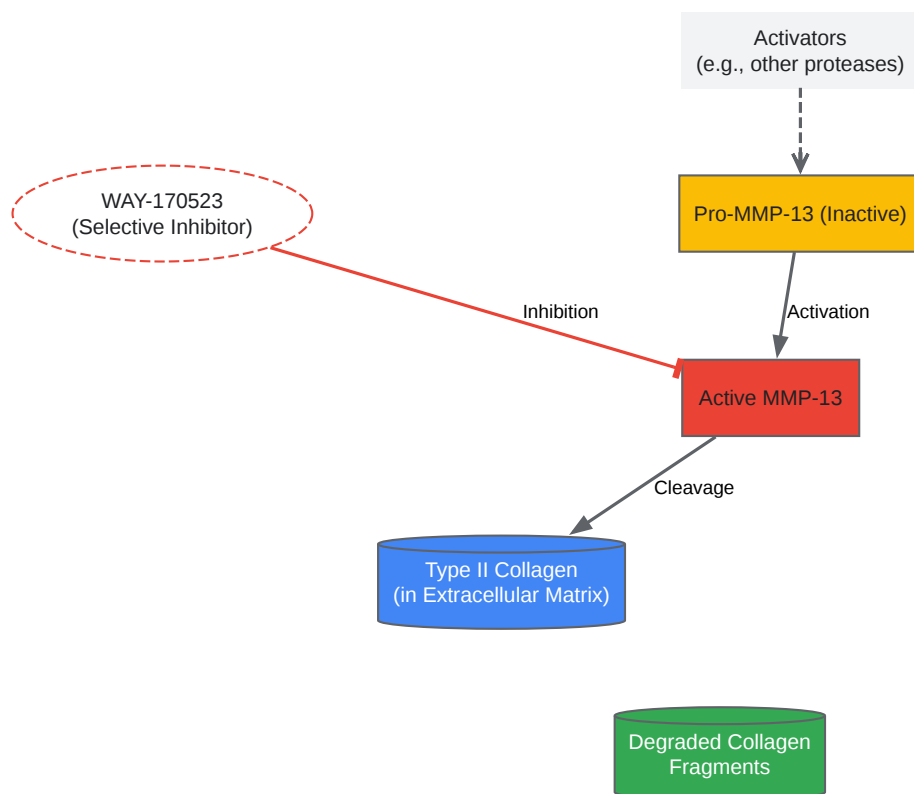 Activators
(e.g., other proteases)
WAY-170523
(Selective Inhibitor)
Pro-MMP-13 (Inactive)
Inhibition
Activation
Active MMP-13
Cleavage
Type II Collagen
(in Extracellular Matrix)
Degraded Collagen
Fragments